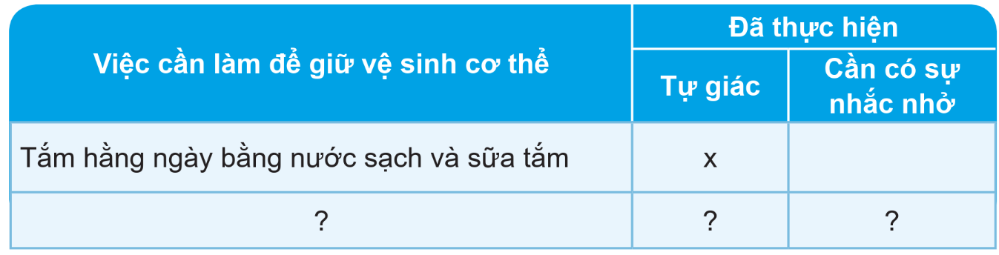 Việc cần làm để giữ vệ sinh cơ thể
Đã thực hiện
Tự giác
Cần có sự
nhắc nhở
Tắm hằng ngày bằng nước sạch và sữa tắm
x
?
?
?